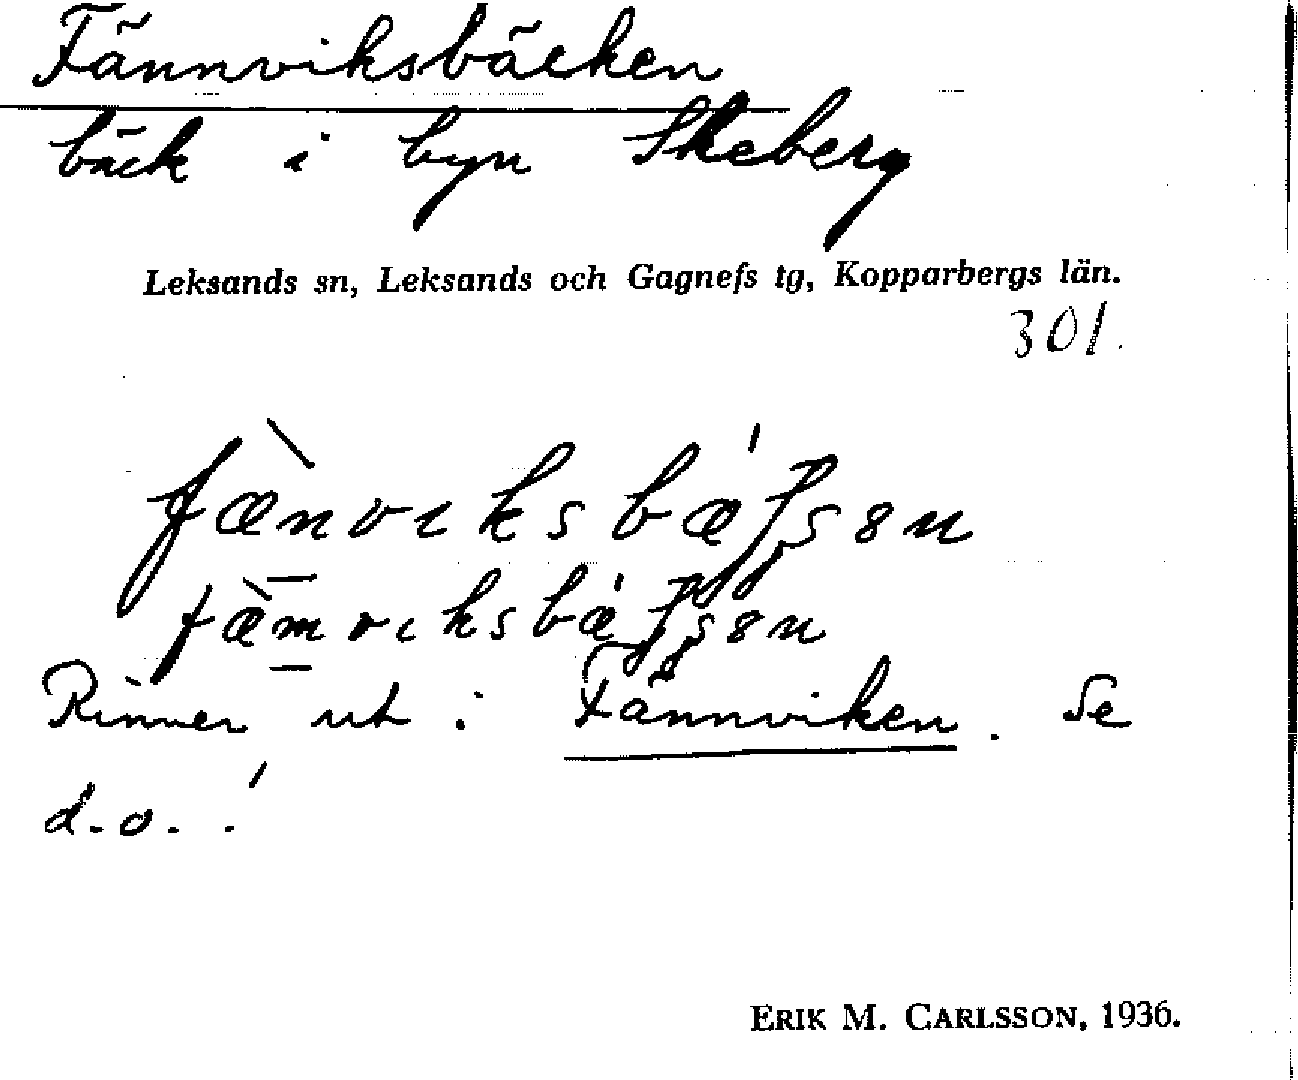 Fännviksbäcken
bäck i byn Skeberg
Leksands sn, Leksands och Gagnefs tg, Kopparbergs län.
301.
Rinner ut i Fännviken. Se
d.o.!
ERIK M. CARLSSON, 1936.